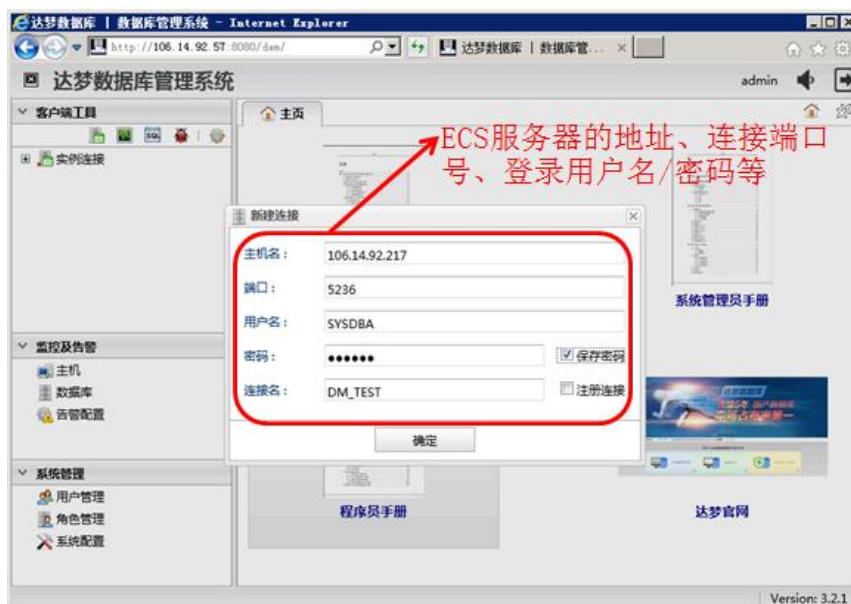 达梦数据库 | 数据库管理系统 - Internet Explorer
http://106.14.92.57:8080/dem/
达梦数据库 | 数据库管... ×
达梦数据库管理系统
admin
客户端工具
主页
SQL
实例连接
ECS服务器的地址、连接端口
号、登录用户名/密码等
新建连接
主机名：
106.14.92.217
端口：
5236
用户名：
SYSDBA
密码：
●●●●●●
保存密码
连接名：
DM_TEST
注册连接
确定
系统管理员手册
监控及告警
主机
数据库
告警配置
系统管理
用户管理
角色管理
系统配置
程序员手册
达梦官网
Version: 3.2.1